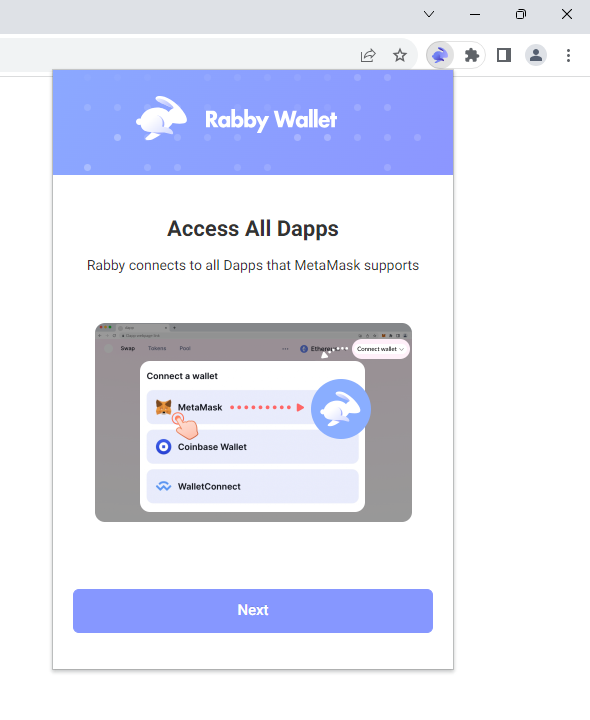 Rabby Wallet
Access All Dapps
Rabby connects to all Dapps that MetaMask supports
Swap Tokens Pool
Connect wallet
Connect a wallet
MetaMask
Coinbase Wallet
WalletConnect
Next